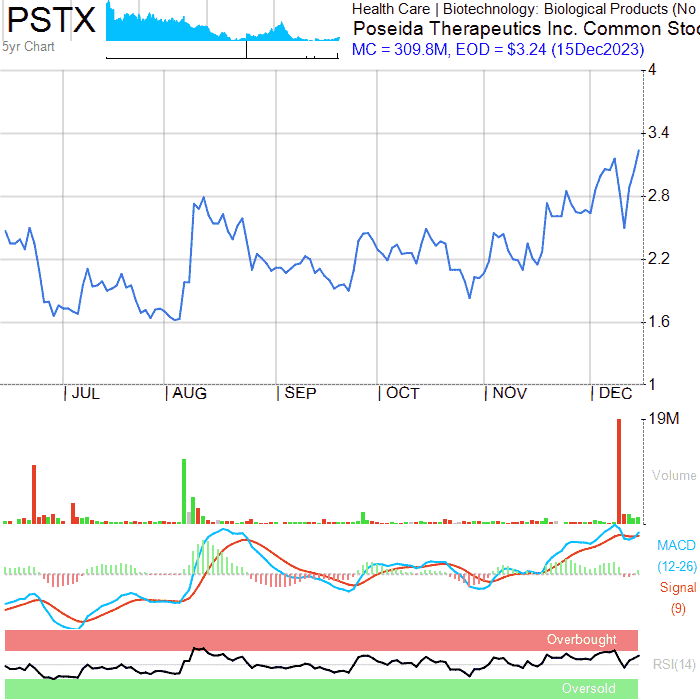 PSTX
5yr Chart
Health Care | Biotechnology: Biological Products (No
Poseida Therapeutics Inc. Common Stoc
MC = 309.8M, EOD = $3.24 (15Dec2023)
4
3.4
2.8
2.2
1.6
1
| JUL | AUG | SEP | OCT | NOV | DEC
19M
Volume
MACD
(12-26)
Signal
(9)
Overbought
RSI(14)
Oversold